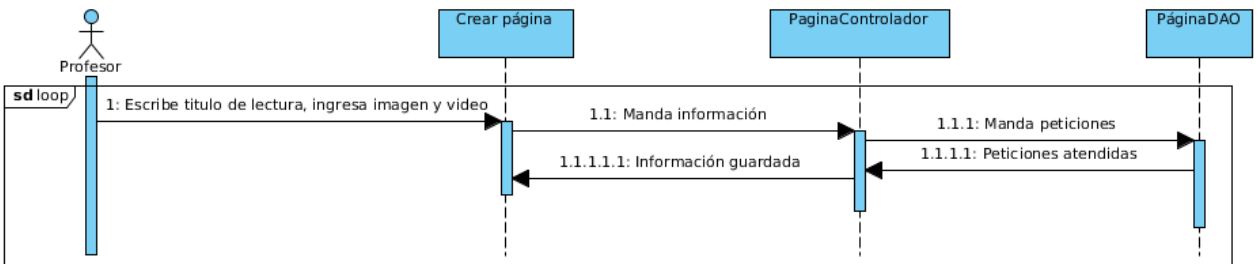 Crear página
PaginaControlador
PáginaDAO
Profesor
sd loop
1: Escribe titulo de lectura, ingresa imagen y video
1.1: Manda información
1.1.1: Manda peticiones
1.1.1.1: Peticiones atendidas
1.1.1.1.1: Información guardada